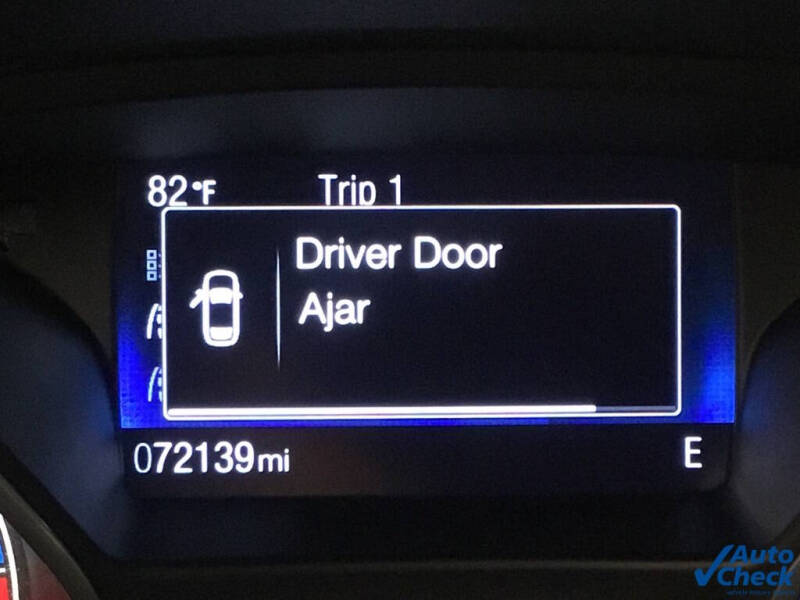 82°F Trip 1
Driver Door
Ajar
072139mi E
Auto
Check